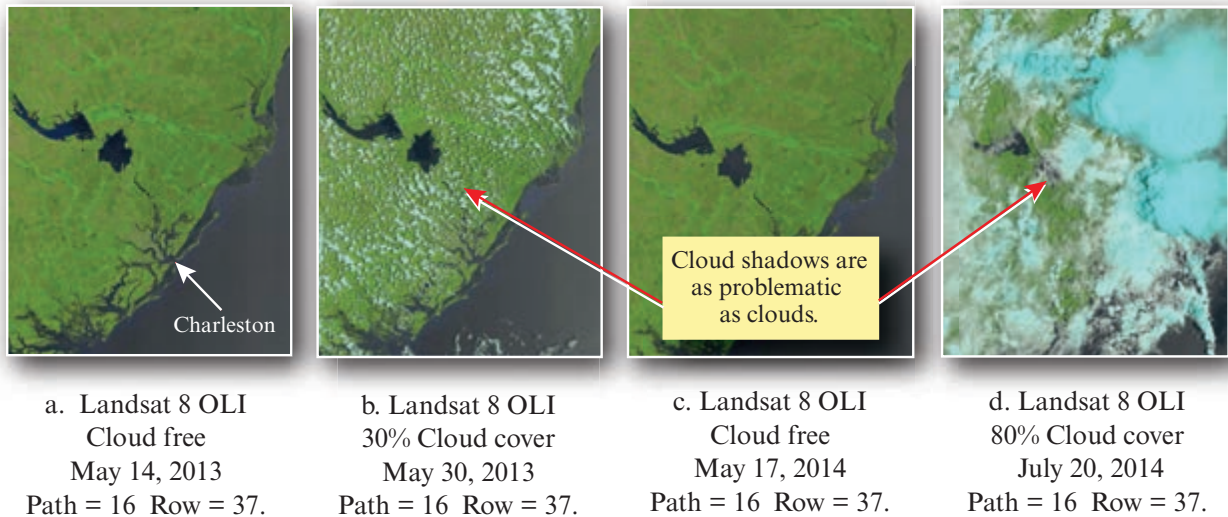 Charleston
Cloud shadows are
as problematic
as clouds.
a. Landsat 8 OLI
Cloud free
May 14, 2013
Path = 16 Row = 37.
b. Landsat 8 OLI
30% Cloud cover
May 30, 2013
Path = 16 Row = 37.
c. Landsat 8 OLI
Cloud free
May 17, 2014
Path = 16 Row = 37.
d. Landsat 8 OLI
80% Cloud cover
July 20, 2014
Path = 16 Row = 37.